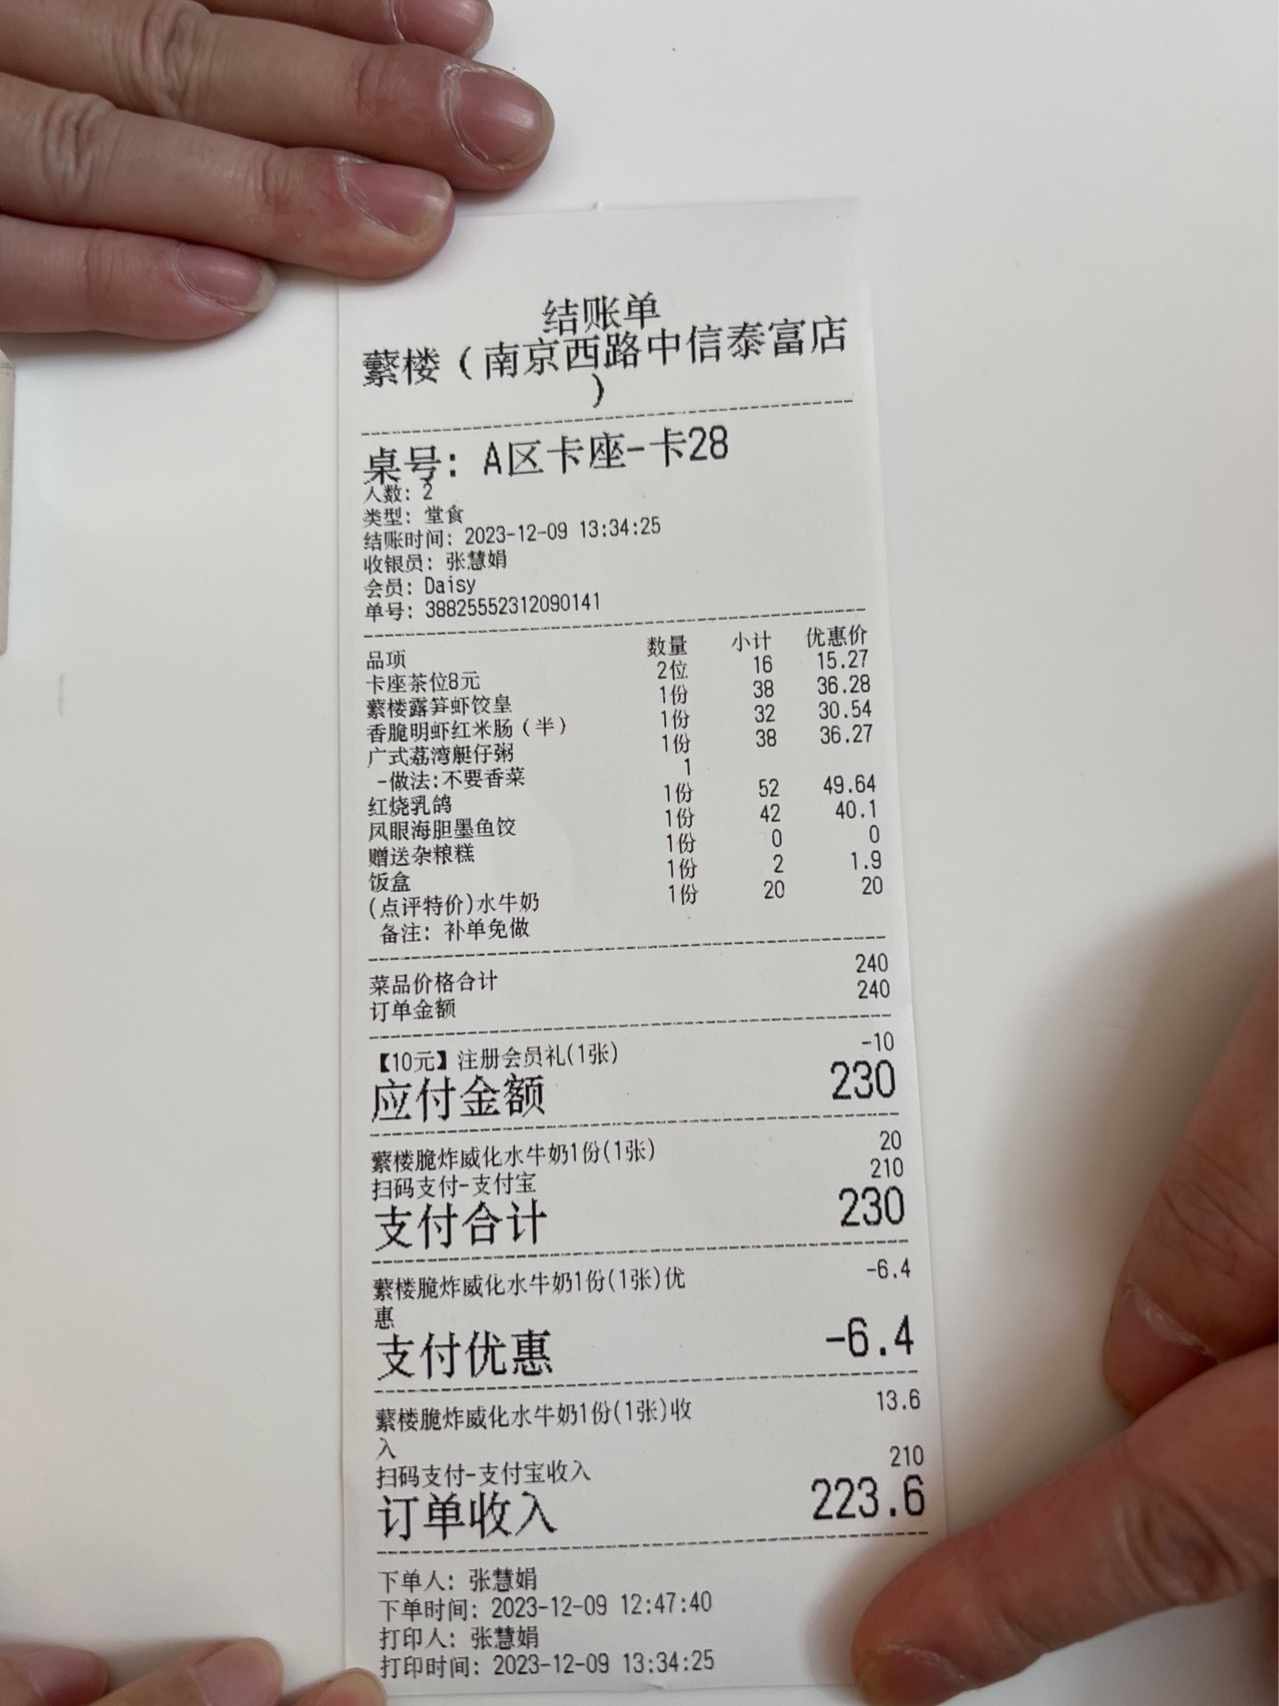 结账单
蘩楼（南京西路中信泰富店
）
桌号: A区卡座-卡28
人数: 2
类型: 堂食
结账时间: 2023-12-09 13:34:25
收银员: 张慧娟
会员: Daisy
单号: 38825552312090141
品项 数量 小计 优惠价
卡座茶位8元 2位 16 15.27
蘩楼露笋虾饺皇 1份 38 36.28
香脆明虾红米肠（半） 1份 32 30.54
广式荔湾艇仔粥 1份 38 36.27
-做法:不要香菜 1
红烧乳鸽 1份 52 49.64
凤眼海胆墨鱼饺 1份 42 40.1
赠送杂粮糕 1份 0 0
饭盒 1份 2 1.9
(点评特价)水牛奶 1份 20 20
备注: 补单免做
菜品价格合计 240
订单金额 240
【10元】注册会员礼(1张) -10
应付金额 230
蘩楼脆炸威化水牛奶1份(1张) 20
扫码支付-支付宝 210
支付合计 230
蘩楼脆炸威化水牛奶1份(1张)优 -6.4
惠
支付优惠 -6.4
蘩楼脆炸威化水牛奶1份(1张)收 13.6
入
扫码支付-支付宝收入 210
订单收入 223.6
下单人: 张慧娟
下单时间: 2023-12-09 12:47:40
打印人: 张慧娟
打印时间: 2023-12-09 13:34:25